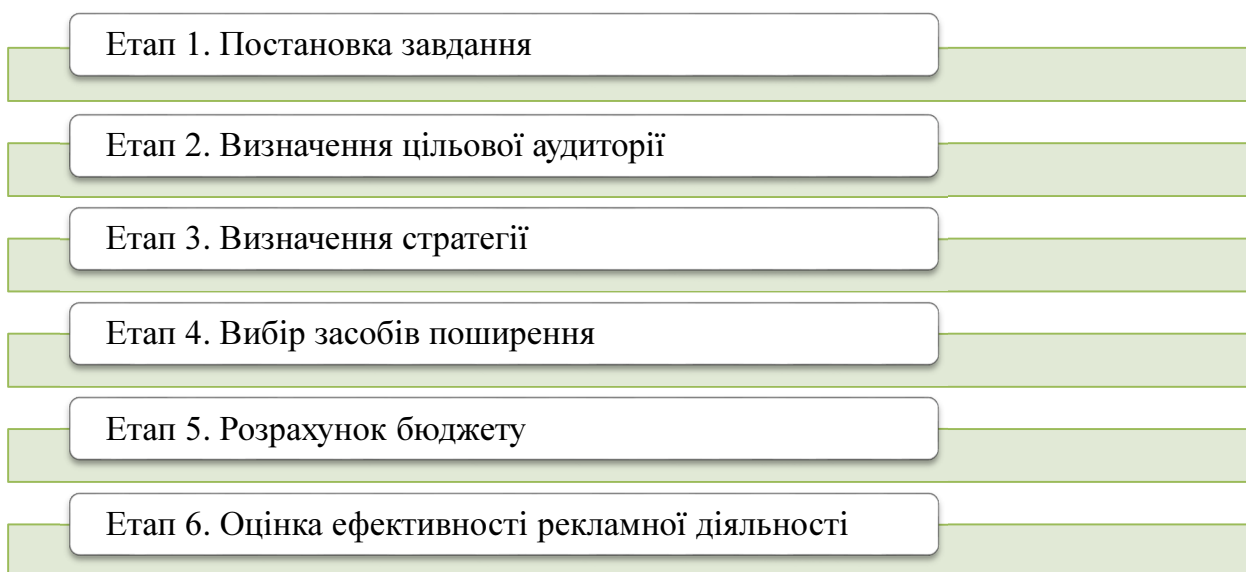 Етап 1. Постановка завдання
Етап 2. Визначення цільової аудиторії
Етап 3. Визначення стратегії
Етап 4. Вибір засобів поширення
Етап 5. Розрахунок бюджету
Етап 6. Оцінка ефективності рекламної діяльності